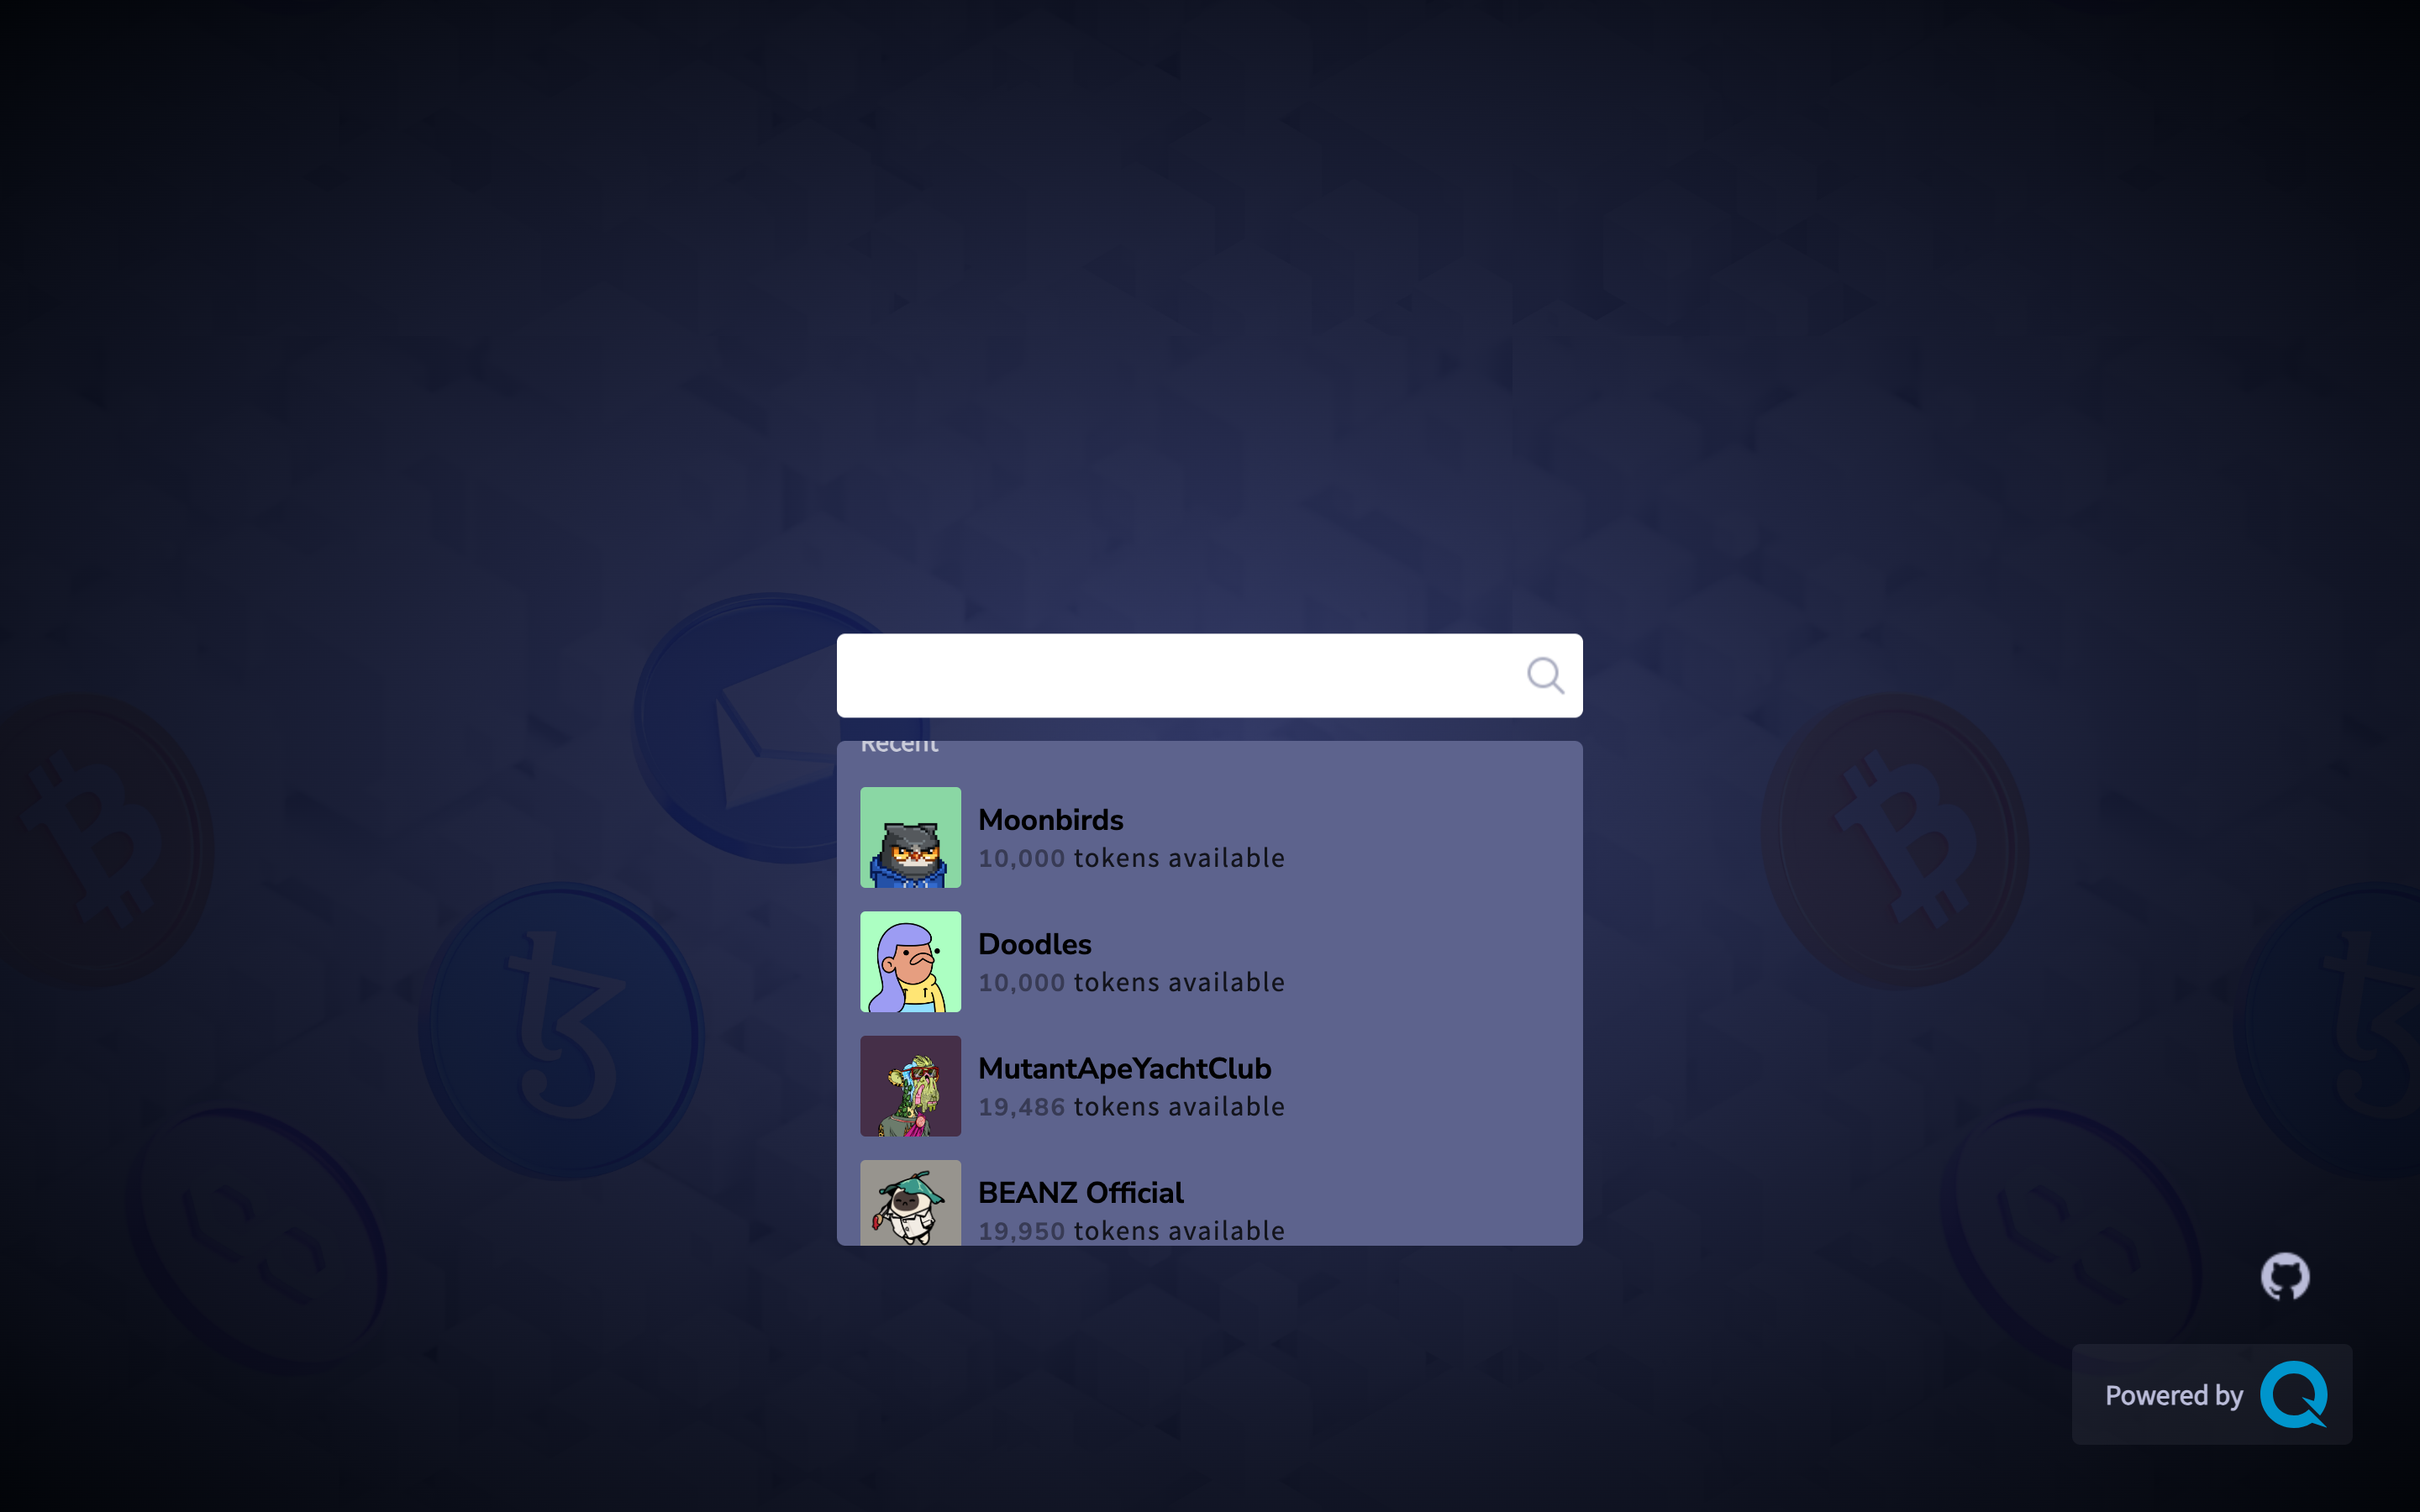 Recent
Moonbirds
10,000 tokens available
Doodles
10,000 tokens available
MutantApeYachtClub
19,486 tokens available
BEANZ Official
19,950 tokens available
Powered by